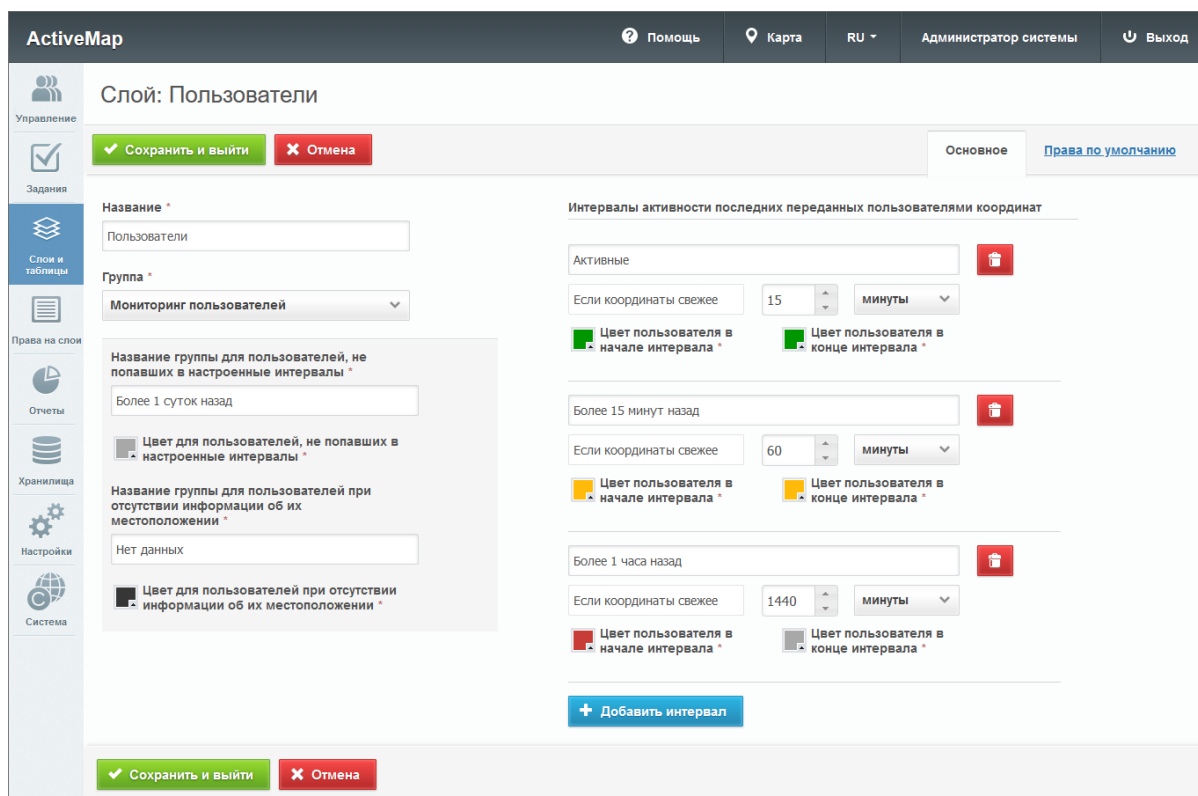 ActiveMap
Помощь
Карта
RU
Администратор системы
Выход
Управление
Задания
Слои и
таблицы
Права на слои
Отчеты
Хранилища
Настройки
Система
Слой: Пользователи
Сохранить и выйти
Отмена
Основное
Права по умолчанию
Название *
Пользователи
Группа *
Мониторинг пользователей
Название группы для пользователей, не
попавших в настроенные интервалы *
Более 1 суток назад
Цвет для пользователей, не попавших в
настроенные интервалы *
Название группы для пользователей при
отсутствии информации об их
местоположении *
Нет данных
Цвет для пользователей при отсутствии
информации об их местоположении *
Интервалы активности последних переданных пользователями координат
Активные
Если координаты свежее
15
минуты
Цвет пользователя в
начале интервала *
Цвет пользователя в
конце интервала *
Более 15 минут назад
Если координаты свежее
60
минуты
Цвет пользователя в
начале интервала *
Цвет пользователя в
конце интервала *
Более 1 часа назад
Если координаты свежее
1440
минуты
Цвет пользователя в
начале интервала *
Цвет пользователя в
конце интервала *
Добавить интервал
Сохранить и выйти
Отмена